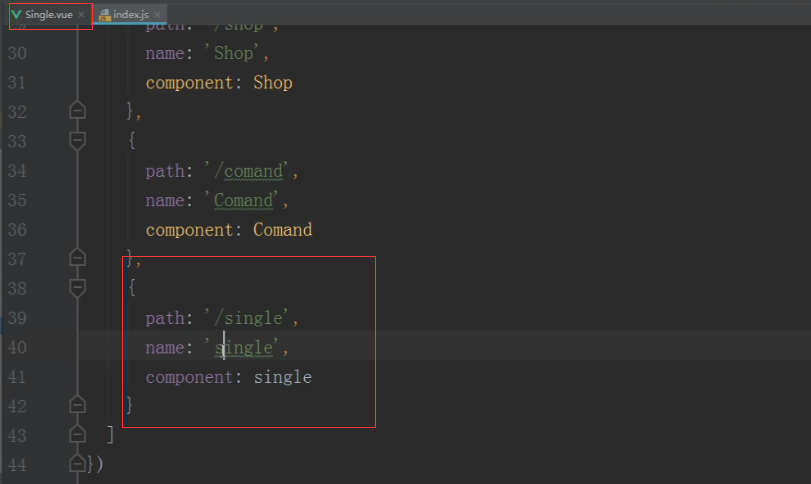 Single.vue × index.js ×
29 path: '/shop',
30 name: 'Shop',
31 component: Shop
32 },
33 {
34 path: '/comand',
35 name: 'Comand',
36 component: Comand
37 },
38 {
39 path: '/single',
40 name: 'single',
41 component: single
42 }
43 ]
44 })